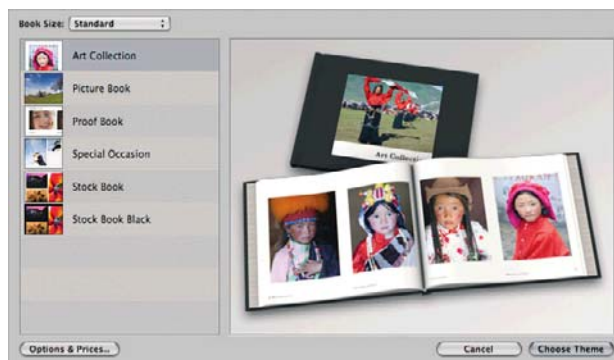 Book Size: Standard
Art Collection
Picture Book
Proof Book
Special Occasion
Stock Book
Stock Book Black
Art Collection
Options & Prices...
Cancel
Choose Theme